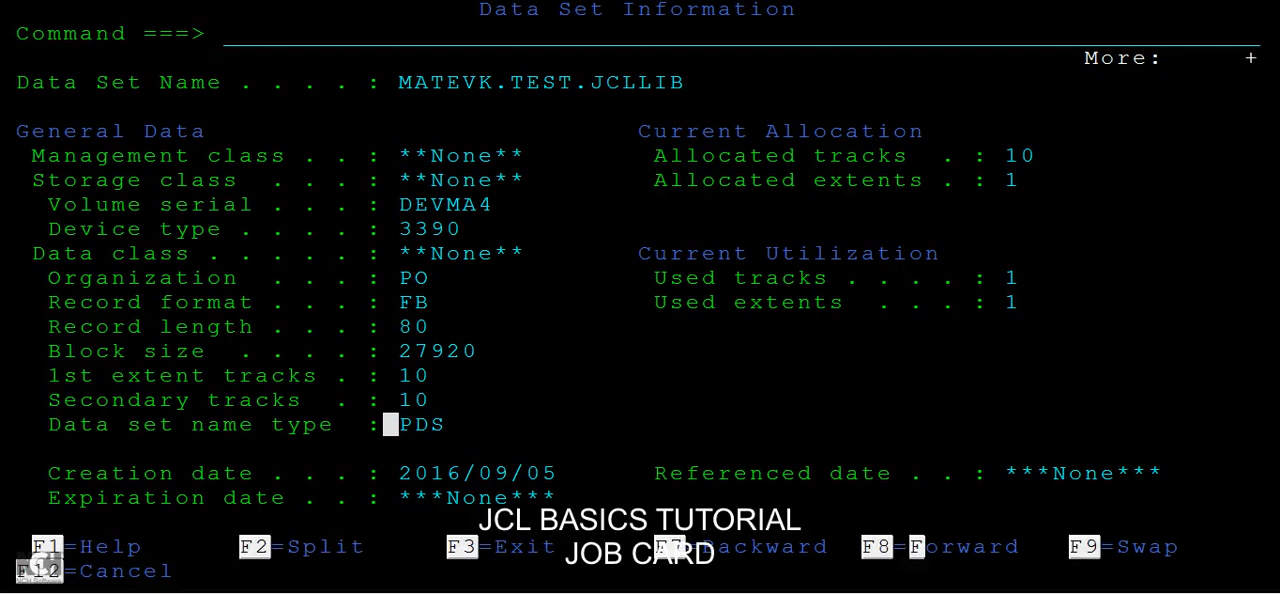 Data Set Information
Command ===>
More:     +
Data Set Name . . . . : MATEVK.TEST.JCLLIB
General Data
Current Allocation
Management class . . : **None**
Allocated tracks . : 10
Storage class . . . : **None**
Allocated extents . : 1
Volume serial . . . : DEVMA4
Device type . . . . : 3390
Data class . . . . . : **None**
Current Utilization
Organization . . . : PO
Used tracks . . . . : 1
Record format . . . : FB
Used extents . . . : 1
Record length . . . : 80
Block size . . . . : 27920
1st extent tracks . : 10
Secondary tracks . : 10
Data set name type : PDS
Creation date . . . : 2016/09/05
Referenced date . . : ***None***
Expiration date . . : ***None***
JCL BASICS TUTORIAL
JOB CARD
F1=Help F2=Split F3=Exit F7=Backward F8=Forward F9=Swap
F12=Cancel